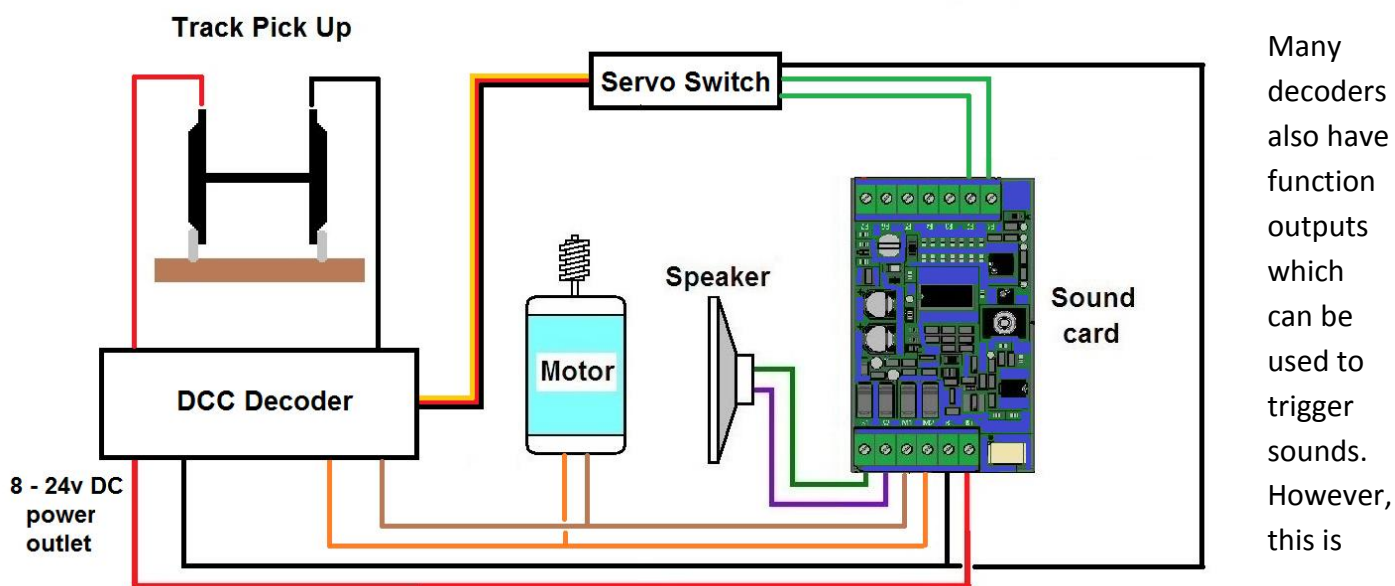 Track Pick Up
Servo Switch
Speaker
Sound
card
Motor
DCC Decoder
8 - 24v DC
power
outlet
Many
decoders
also have
function
outputs
which
can be
used to
trigger
sounds.
However,
this is